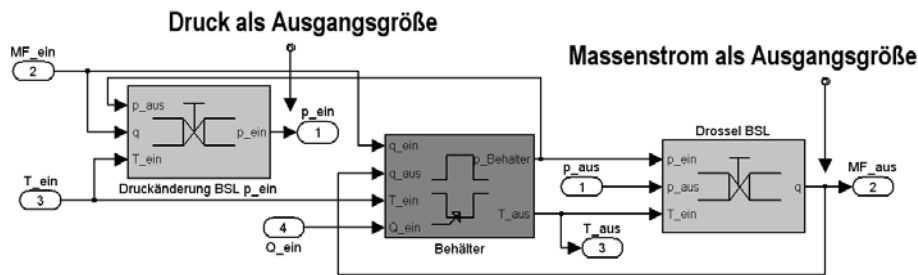 Druck als Ausgangsgröße
Massenstrom als Ausgangsgröße
MF_ein
2
p_aus
q
T_ein
p_ein
Druckänderung BSL p_ein
p_ein
1
T_ein
3
4
Q_ein
q_ein
q_aus
T_ein
Q_ein
p_Behälter
T_aus
Behälter
p_aus
1
T_aus
3
Drossel BSL
p_ein
p_aus
T_ein
q
MF_aus
2